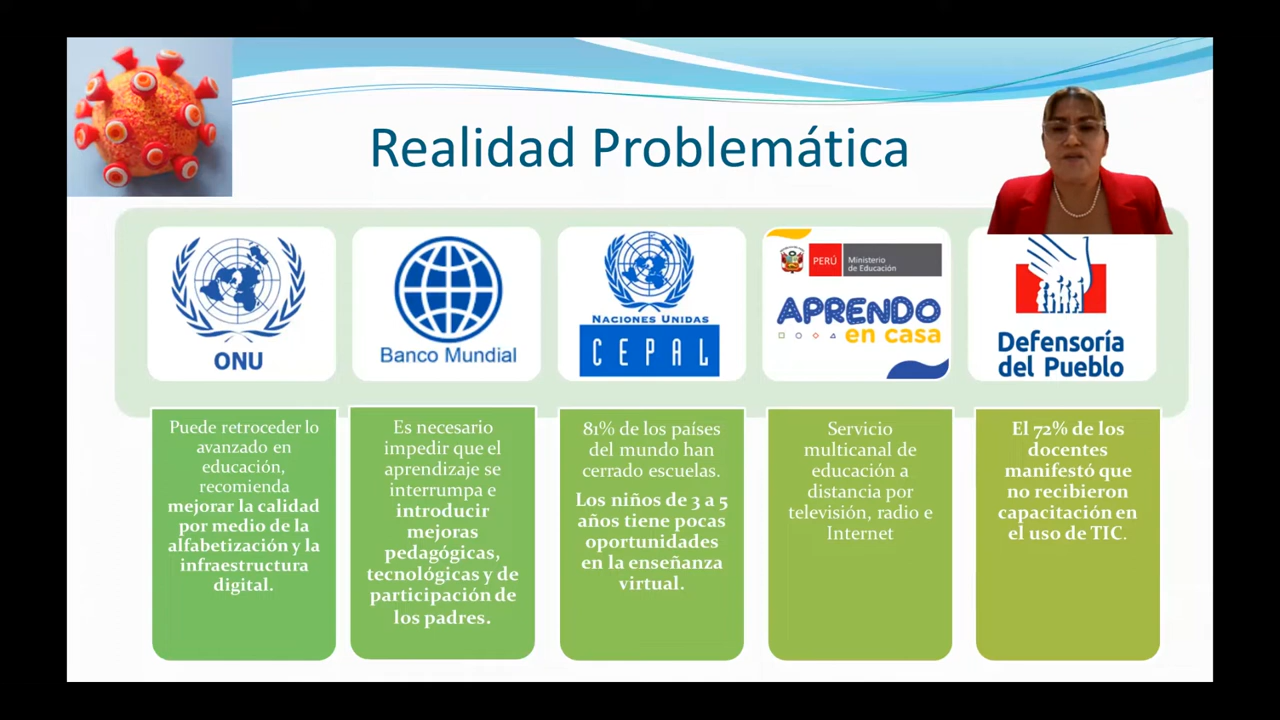 Realidad Problemática
ONU
Banco Mundial
NACIONES UNIDAS
CEPAL
PERÚ
Ministerio
de Educación
APRENDO
en casa
Defensoría
del Pueblo
Puede retroceder lo
avanzado en
educación,
recomienda
mejorar la calidad
por medio de la
alfabetización y la
infraestructura
digital.
Es necesario
impedir que el
aprendizaje se
interrumpa e
introducir
mejoras
pedagógicas,
tecnológicas y de
participación de
los padres.
81% de los países
del mundo han
cerrado escuelas.
Los niños de 3 a 5
años tiene pocas
oportunidades
en la enseñanza
virtual.
Servicio
multicanal de
educación a
distancia por
televisión, radio e
Internet
El 72% de los
docentes
manifestó que
no recibieron
capacitación en
el uso de TIC.